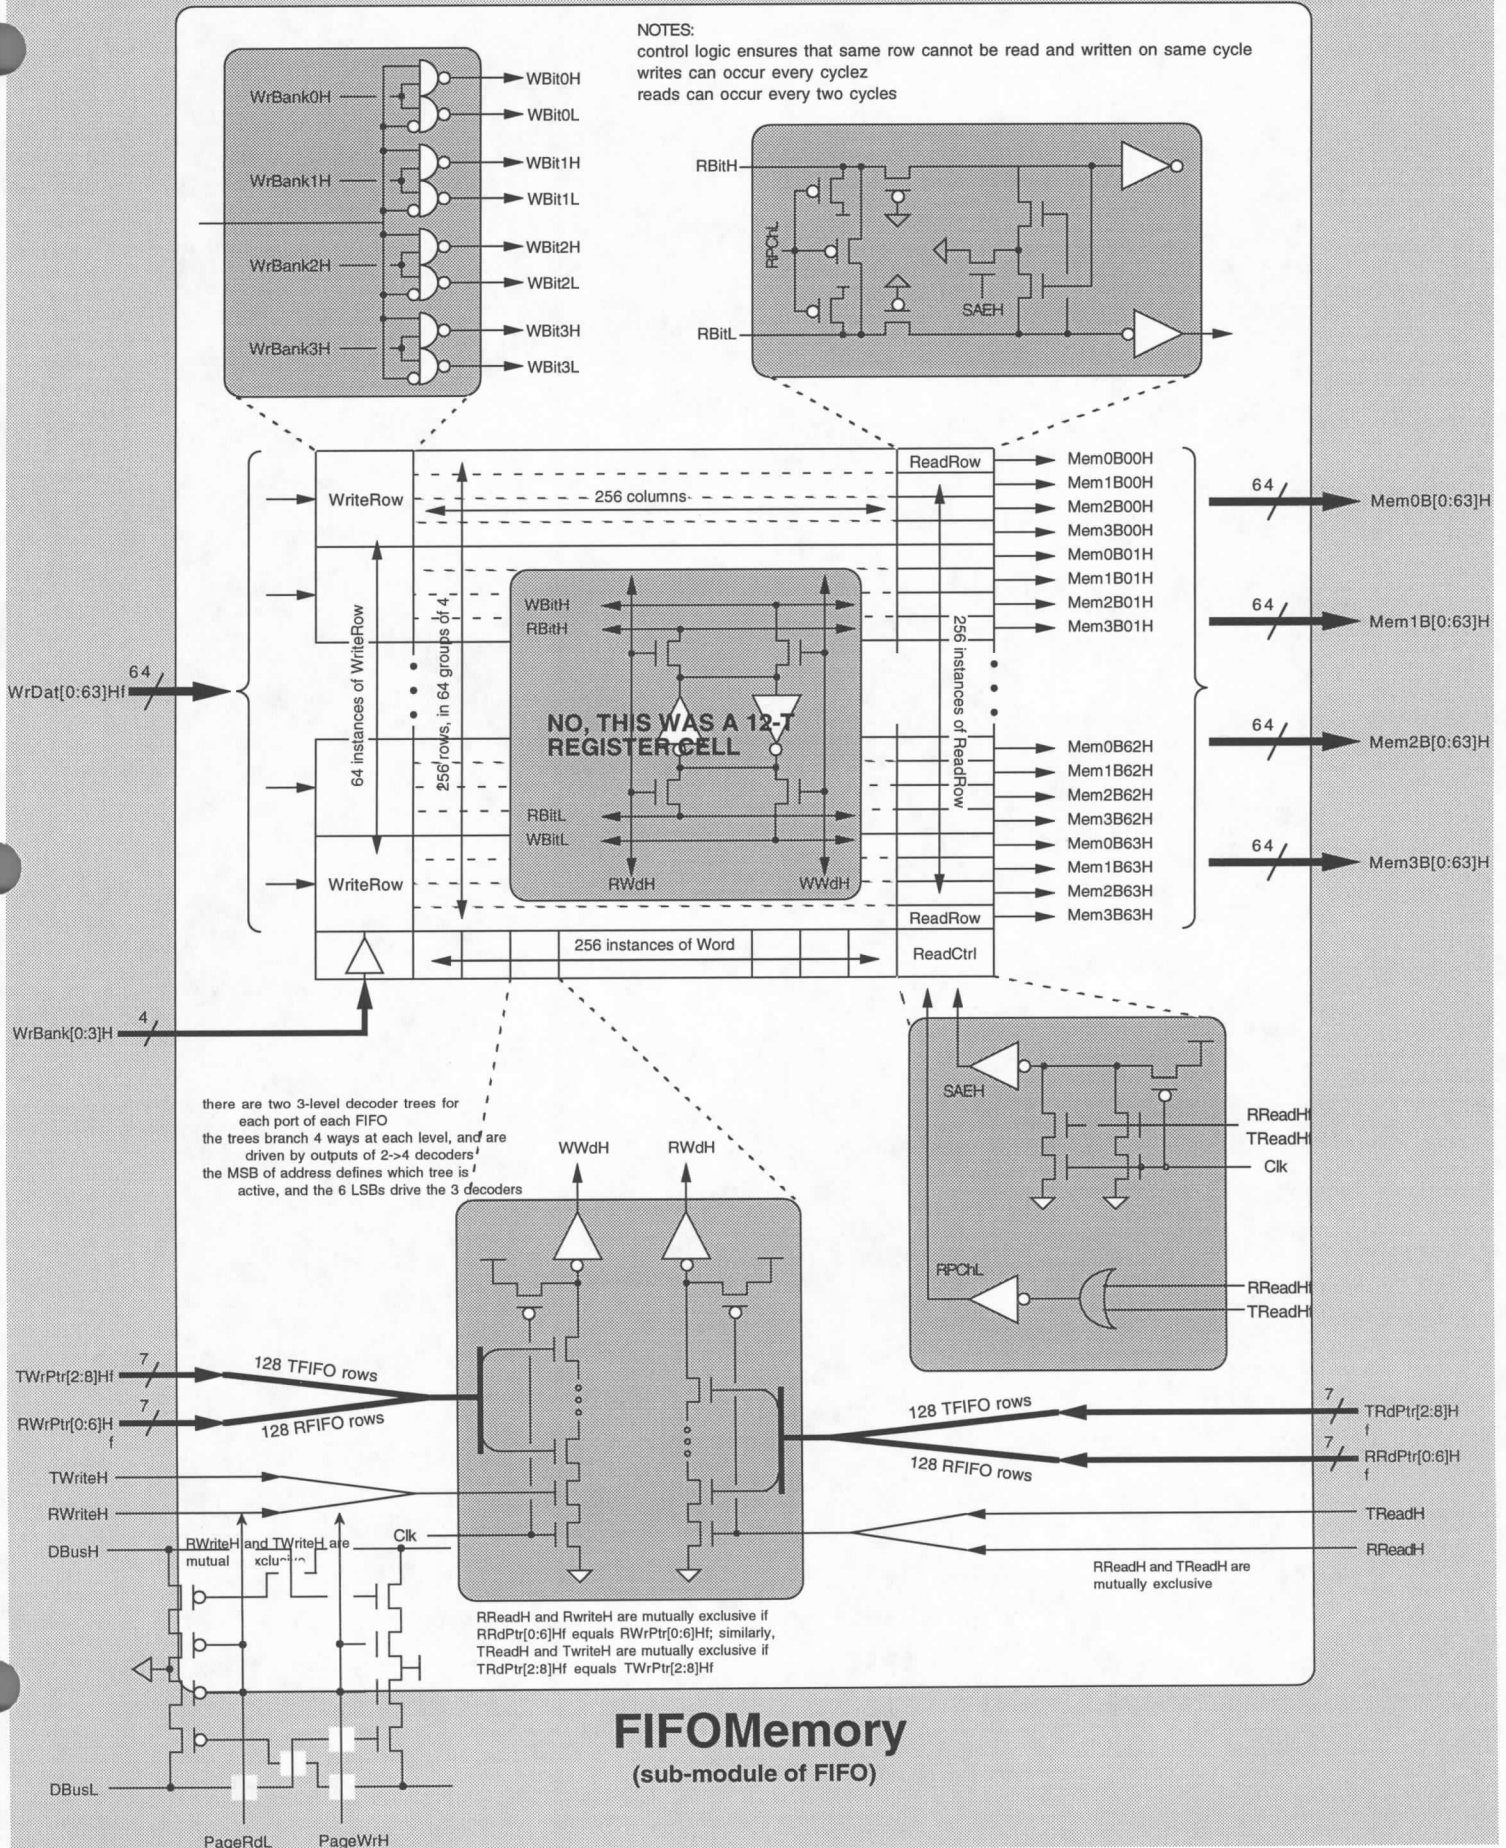 NOTES:
control logic ensures that same row cannot be read and written on same cycle
writes can occur every cyclez
reads can occur every two cycles
WrBank0H
WBit0H
WBit0L
WrBank1H
WBit1H
WBit1L
WrBank2H
WBit2H
WBit2L
WrBank3H
WBit3H
WBit3L
RBitH
RPChL
SAEH
RBitL
WriteRow
256 columns
ReadRow
Mem0B00H
Mem1B00H
Mem2B00H
Mem3B00H
Mem0B01H
Mem1B01H
Mem2B01H
Mem3B01H
64
Mem0B[0:63]H
64
Mem1B[0:63]H
64
Mem2B[0:63]H
64
Mem3B[0:63]H
64
WrDat[0:63]Hf
64 instances of WriteRow
256 rows, in 64 groups of 4
256 instances of ReadRow
WBitH
RBitH
NO, THIS WAS A 12-T
REGISTER CELL
RBitL
WBitL
RWdH
WWdH
Mem0B62H
Mem1B62H
Mem2B62H
Mem3B62H
Mem0B63H
Mem1B63H
Mem2B63H
Mem3B63H
WriteRow
ReadRow
256 instances of Word
ReadCtrl
4
WrBank[0:3]H
SAEH
RReadHf
TReadHf
Clk
RPChL
RReadHf
TReadHf
there are two 3-level decoder trees for
each port of each FIFO
the trees branch 4 ways at each level, and are
driven by outputs of 2->4 decoders
the MSB of address defines which tree is
active, and the 6 LSBs drive the 3 decoders
WWdH
RWdH
7
TWrPtr[2:8]Hf
128 TFIFO rows
7
RWrPtr[0:6]H
f
128 RFIFO rows
128 TFIFO rows
7
TRdPtr[2:8]H
f
128 RFIFO rows
7
RRdPtr[0:6]H
f
TWriteH
RWriteH
TReadH
RReadH
Clk
DBusH
RWriteH and TWriteH are
mutual
RReadH and TReadH are
mutually exclusive
RReadH and RwriteH are mutually exclusive if
RRdPtr[0:6]Hf equals RWrPtr[0:6]Hf; similarly,
TReadH and TwriteH are mutually exclusive if
TRdPtr[2:8]Hf equals TWrPtr[2:8]Hf
FIFOMemory
(sub-module of FIFO)
DBusL
PageRdL
PageWrH